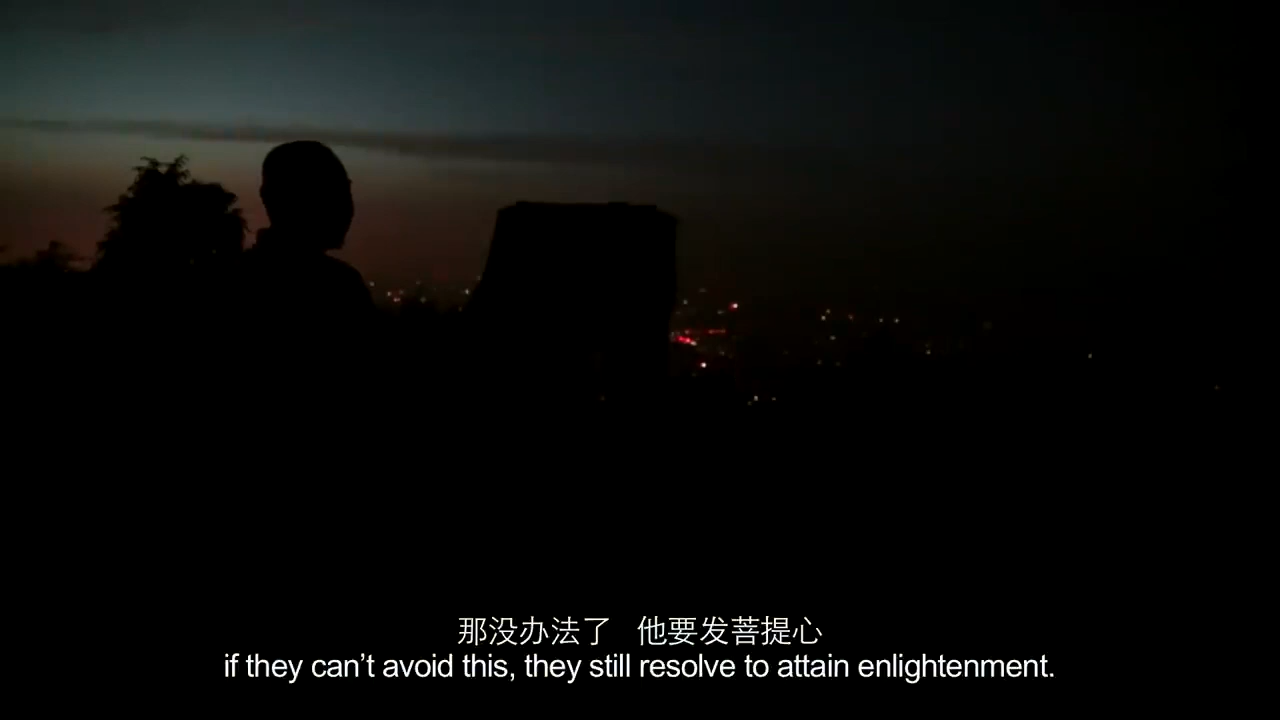 那没办法了 他要发菩提心
if they can’t avoid this, they still resolve to attain enlightenment.